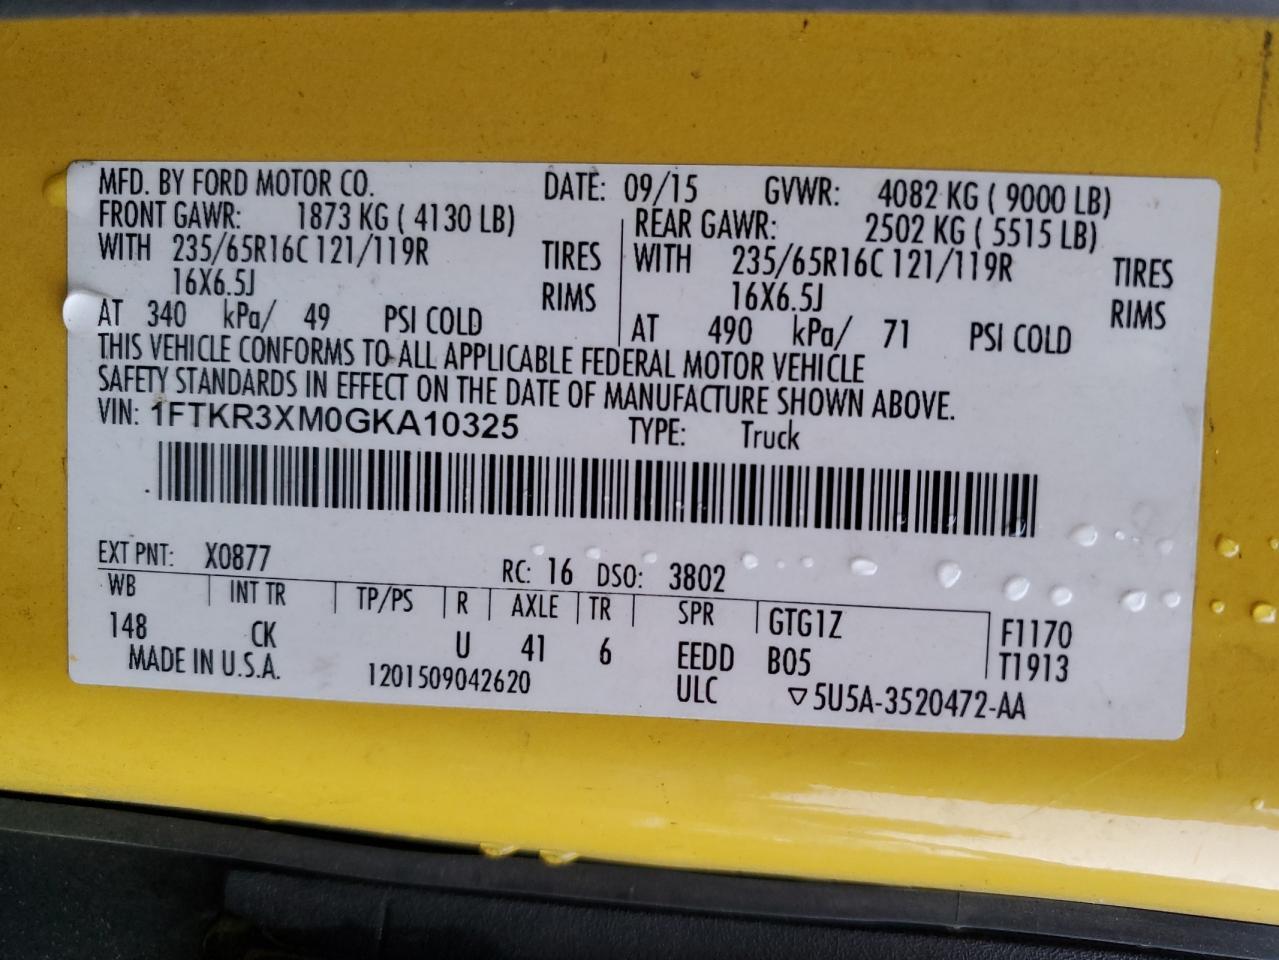 MFD. BY FORD MOTOR CO. DATE: 09/15 GVWR: 4082 KG ( 9000 LB)
FRONT GAWR: 1873 KG ( 4130 LB) REAR GAWR: 2502 KG ( 5515 LB)
WITH 235/65R16C 121/119R TIRES WITH 235/65R16C 121/119R TIRES
16X6.5J RIMS 16X6.5J RIMS
AT 340 kPa/ 49 PSI COLD AT 490 kPa/ 71 PSI COLD
THIS VEHICLE CONFORMS TO ALL APPLICABLE FEDERAL MOTOR VEHICLE
SAFETY STANDARDS IN EFFECT ON THE DATE OF MANUFACTURE SHOWN ABOVE.
VIN: 1FTKR3XM0GKA10325 TYPE: Truck
EXT PNT: X0877 RC: 16 DSO: 3802
WB INT TR TP/PS R AXLE TR SPR GTG1Z F1170
148 CK U 41 6 EEDD B05 T1913
MADE IN U.S.A. 1201509042620 ULC ▽5U5A-3520472-AA